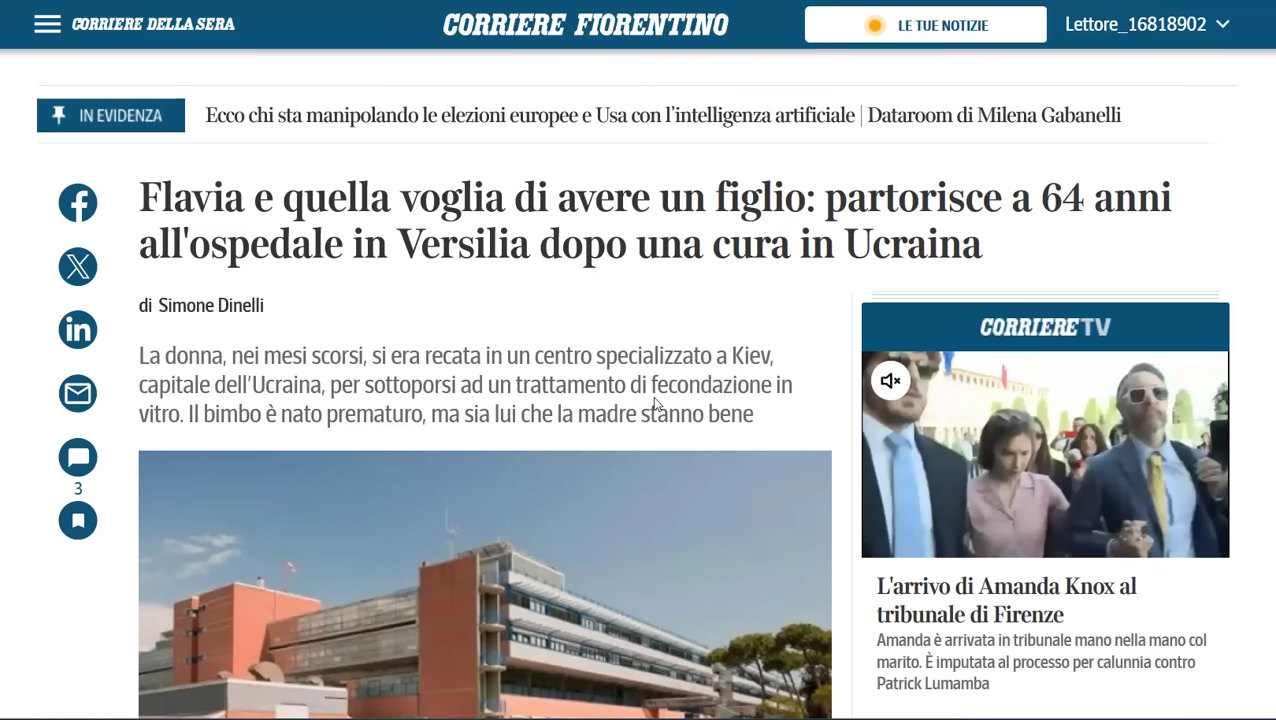 CORRIERE DELLA SERA
CORRIERE FIORENTINO
LE TUE NOTIZIE
Lettore_16818902
IN EVIDENZA
Ecco chi sta manipolando le elezioni europee e Usa con l'intelligenza artificiale | Dataroom di Milena Gabanelli
Flavia e quella voglia di avere un figlio: partorisce a 64 anni
all'ospedale in Versilia dopo una cura in Ucraina
di Simone Dinelli
La donna, nei mesi scorsi, si era recata in un centro specializzato a Kiev,
capitale dell'Ucraina, per sottoporsi ad un trattamento di fecondazione in
vitro. Il bimbo è nato prematuro, ma sia lui che la madre stanno bene
3
CORRIERE TV
L'arrivo di Amanda Knox al
tribunale di Firenze
Amanda è arrivata in tribunale mano nella mano col
marito. È imputata al processo per calunnia contro
Patrick Lumamba